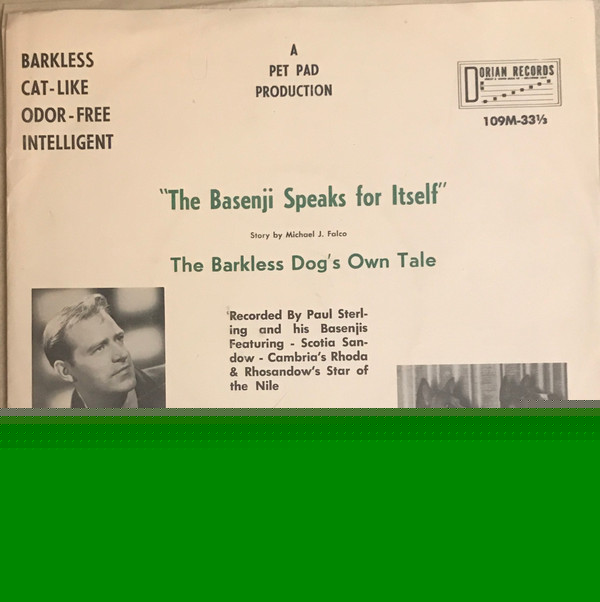 BARKLESS
CAT-LIKE
ODOR-FREE
INTELLIGENT
A
PET PAD
PRODUCTION
DORIAN RECORDS
109M-33⅓
"The Basenji Speaks for Itself"
Story by Michael J. Falco
The Barkless Dog's Own Tale
Recorded By Paul Sterl-
ing and his Basenjis
Featuring - Scotia San-
dow - Cambria's Rhoda
& Rhosandow's Star of
the Nile